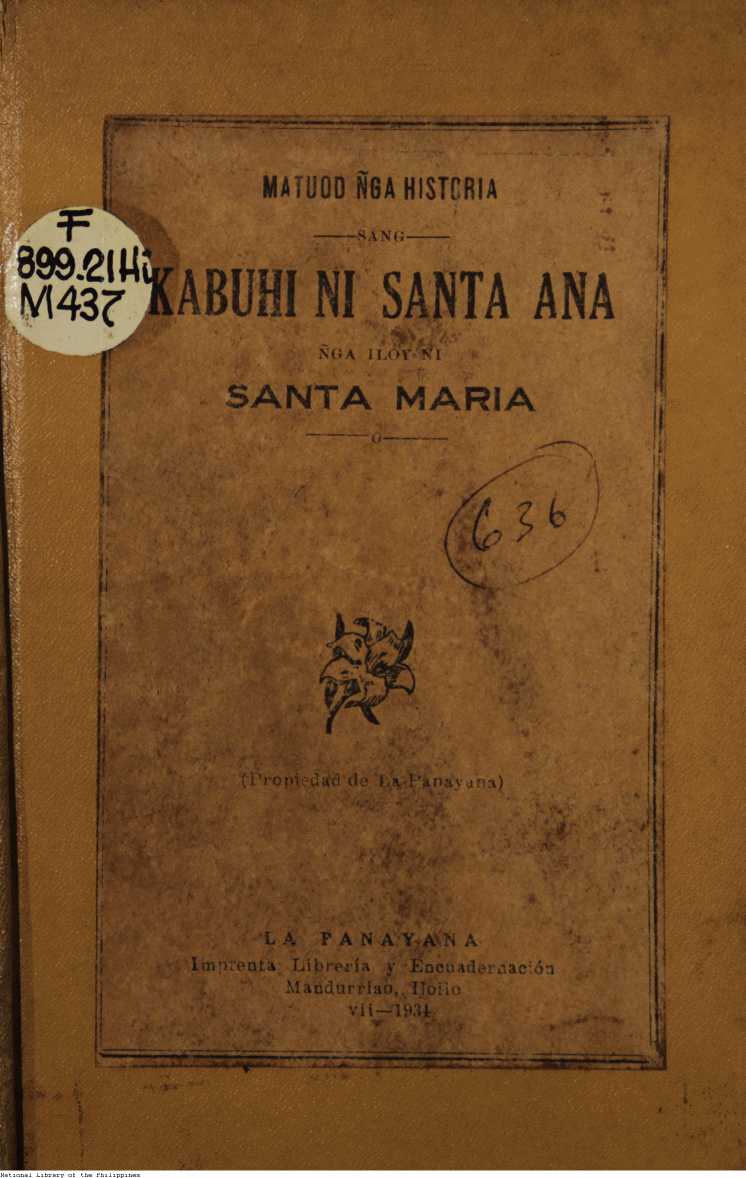 MATUOD ÑGA HISTORIA
SANG
F
899.21Hi
M437
KABUHI NI SANTA ANA
ÑGA ILOY NI
SANTA MARIA
O
636
(Propiedad de La Panayana)
LA PANAYANA
Imprenta Librería y Encuadernación
Mandurriao, Iloilo
vii—1931
National Library of the Philippines